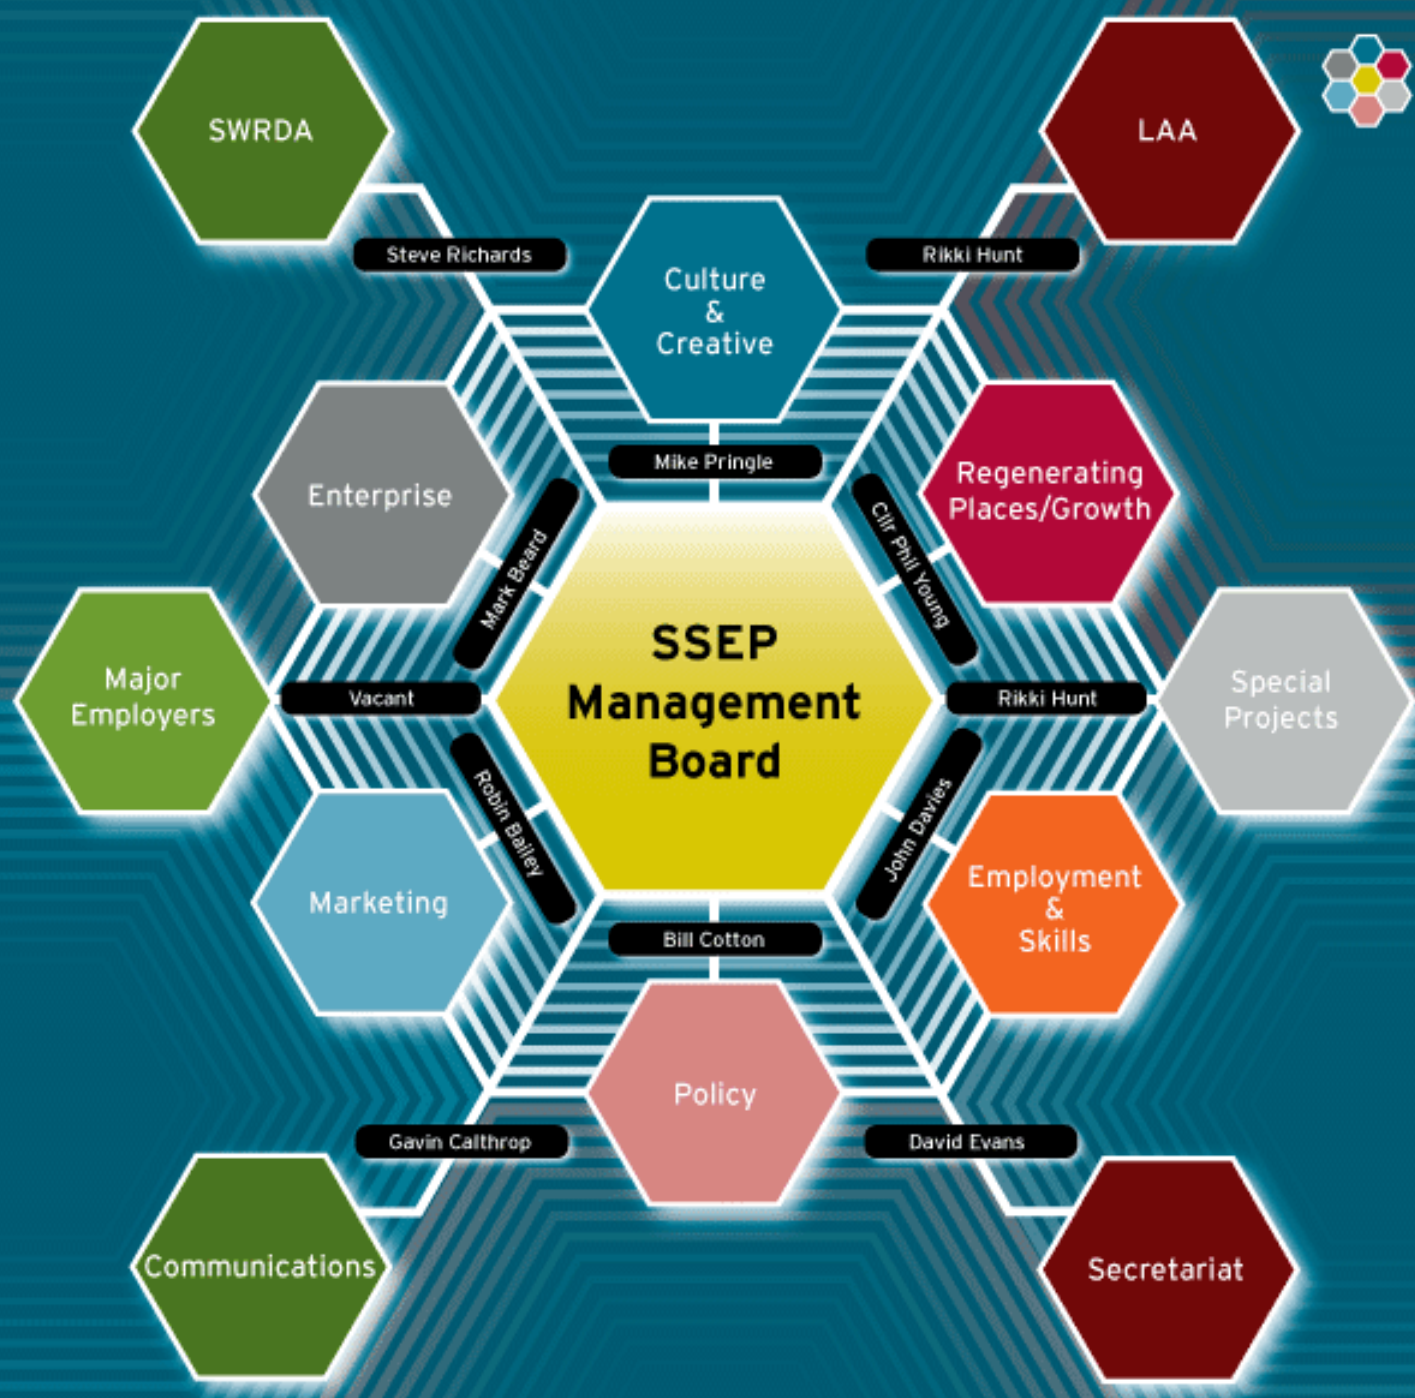 SWRDA
LAA
Steve Richards
Rikki Hunt
Culture
&
Creative
Mike Pringle
Enterprise
Regenerating
Places/Growth
Mark Beard
Cllr Phil Young
SSEP
Management
Board
Major
Employers
Vacant
Rikki Hunt
Special
Projects
Robin Bailey
John Davies
Marketing
Employment
&
Skills
Bill Cotton
Policy
Gavin Calthrop
David Evans
Communications
Secretariat